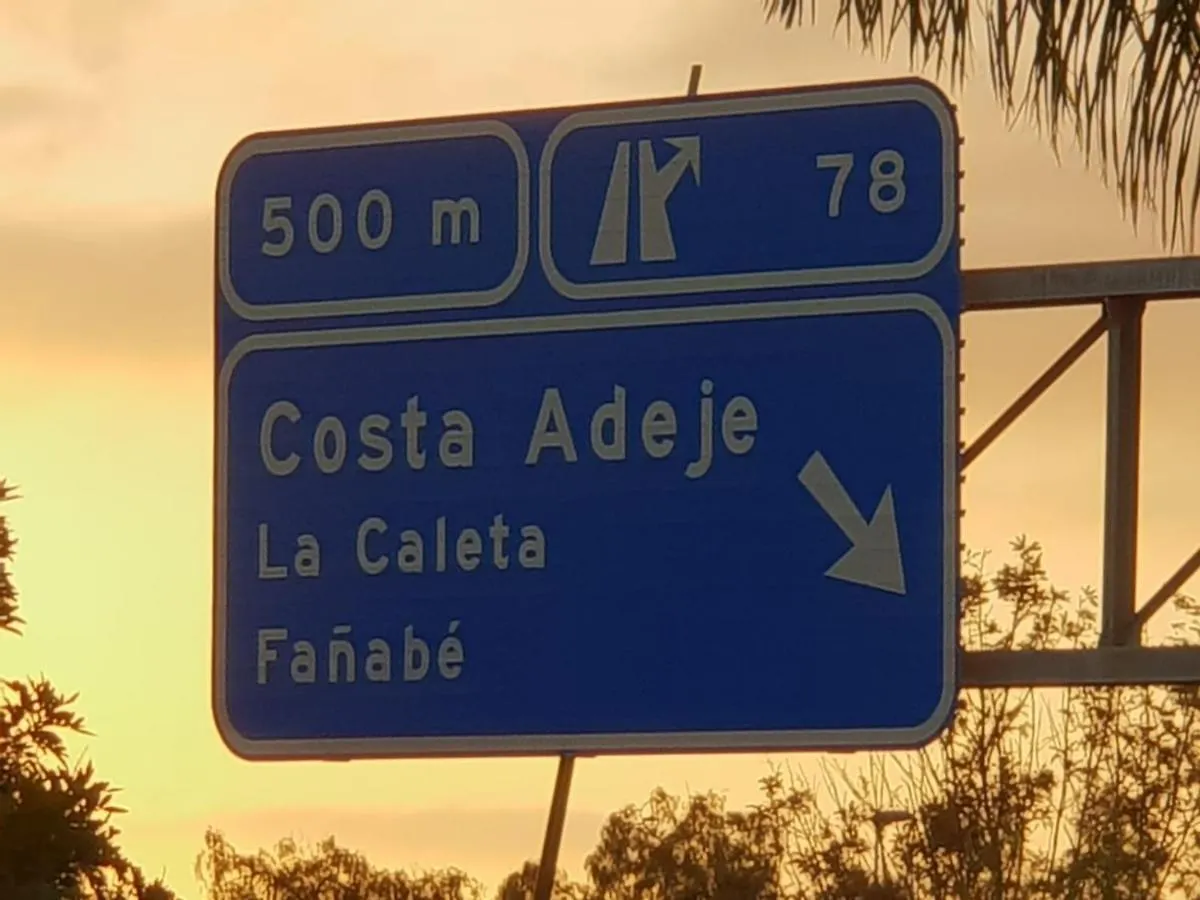 500 m
78
Costa Adeje
La Caleta
Fañabé